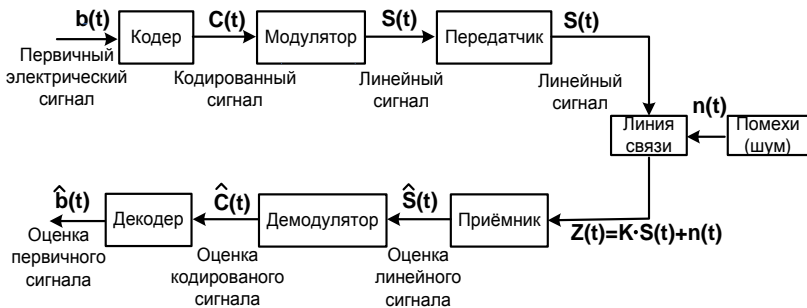 b(t)
Кодер
C(t)
Модулятор
S(t)
Передатчик
S(t)
Первичный
электрический
сигнал
Кодированный
сигнал
Линейный
сигнал
Линейный
сигнал
n(t)
Линия
связи
Помехи
(шум)
b̂(t)
Декодер
Ĉ(t)
Демодулятор
Ŝ(t)
Приёмник
Z(t)=K·S(t)+n(t)
Оценка
первичного
сигнала
Оценка
кодированого
сигнала
Оценка
линейного
сигнала